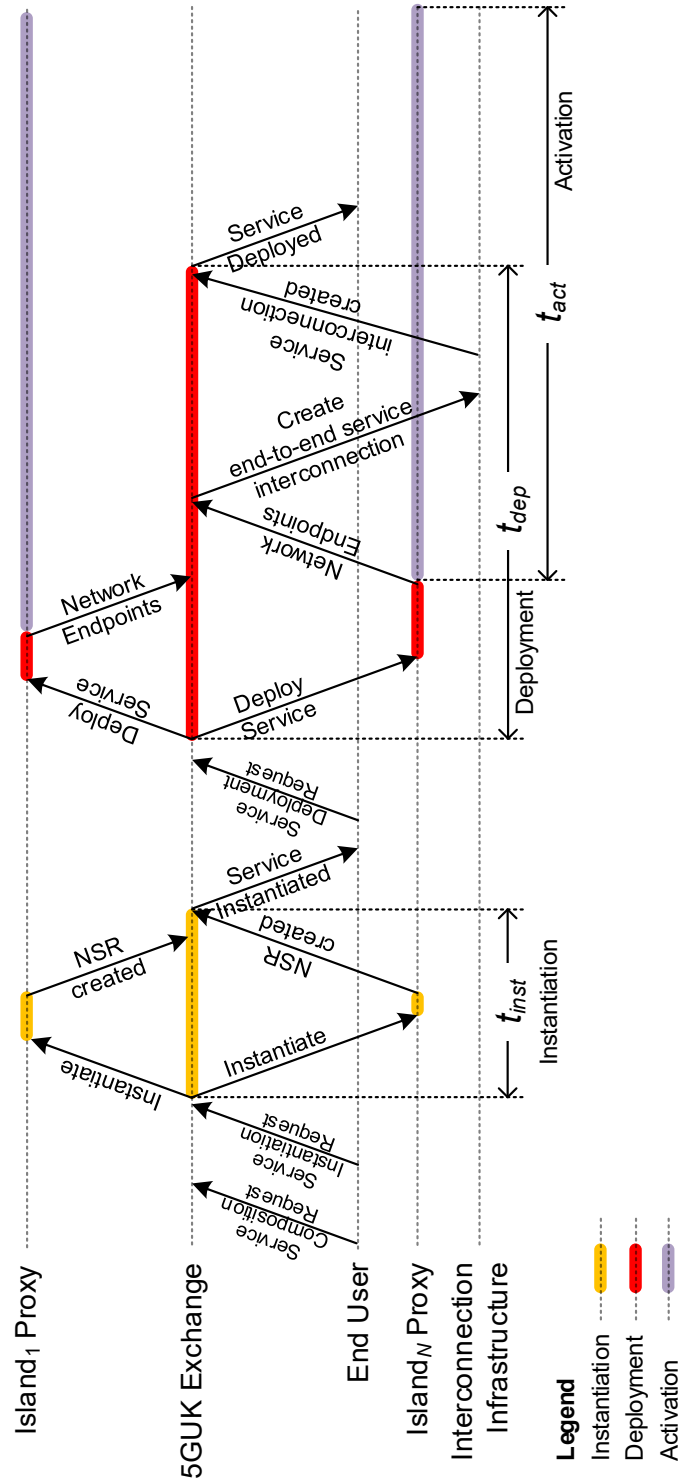 Island1 Proxy
5GUK Exchange
End User
IslandN Proxy
Interconnection
Infrastructure
Service
Composition
Request
Service
Instantiation
Request
Instantiate
Instantiate
NSR
created
NSR
created
Service
Instantiated
tinst
Instantiation
Service
Deployment
Request
Deploy
Service
Deploy
Service
Network
Endpoints
Network
Endpoints
Create
end-to-end service
interconnection
Service
interconnection
created
Service
Deployed
tdep
Deployment
tact
Activation
Legend
Instantiation
Deployment
Activation